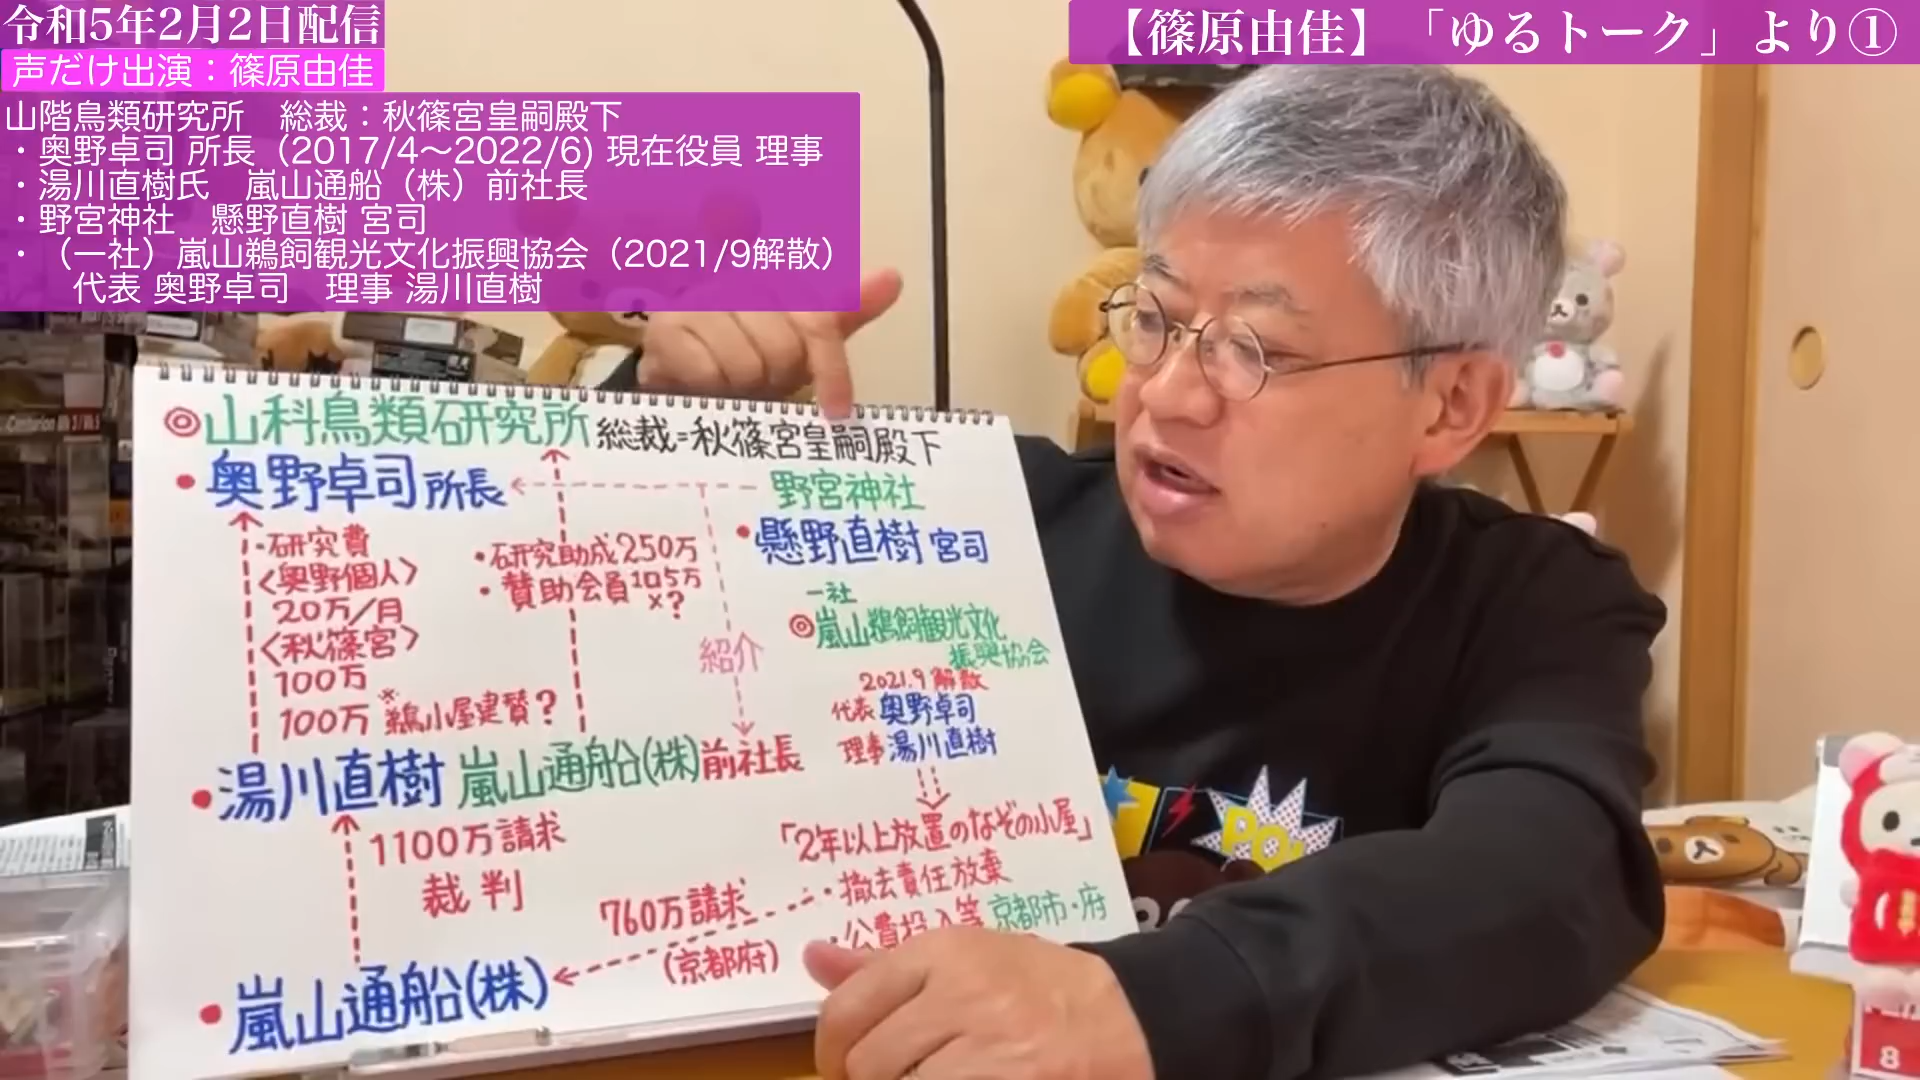 令和5年2月2日配信
声だけ出演：篠原由佳
【篠原由佳】「ゆるトーク」より①
山階鳥類研究所　総裁：秋篠宮皇嗣殿下
・奥野卓司 所長（2017/4～2022/6) 現在役員 理事
・湯川直樹氏　嵐山通船（株）前社長
・野宮神社　懸野直樹 宮司
・（一社）嵐山鵜飼観光文化振興協会（2021/9解散）
代表 奥野卓司　理事 湯川直樹
◎山科鳥類研究所 総裁=秋篠宮皇嗣殿下
・奥野卓司 所長
野宮神社
・懸野直樹 宮司
・研究費
〈奥野個人〉
20万/月
〈秋篠宮〉
100万
100万 ※鵜小屋建賛?
・研究助成250万
・賛助会員1口5万
×?
紹介
一社
◎嵐山鵜飼観光文化
振興協会
2021.9 解散
代表 奥野卓司
理事 湯川直樹
・湯川直樹 嵐山通船(株)前社長
1100万請求
裁判
「2年以上放置のなぞの小屋」
・撤去責任放棄
・公費投入等 京都市・府
760万請求
(京都府)
・嵐山通船(株)
POW
8